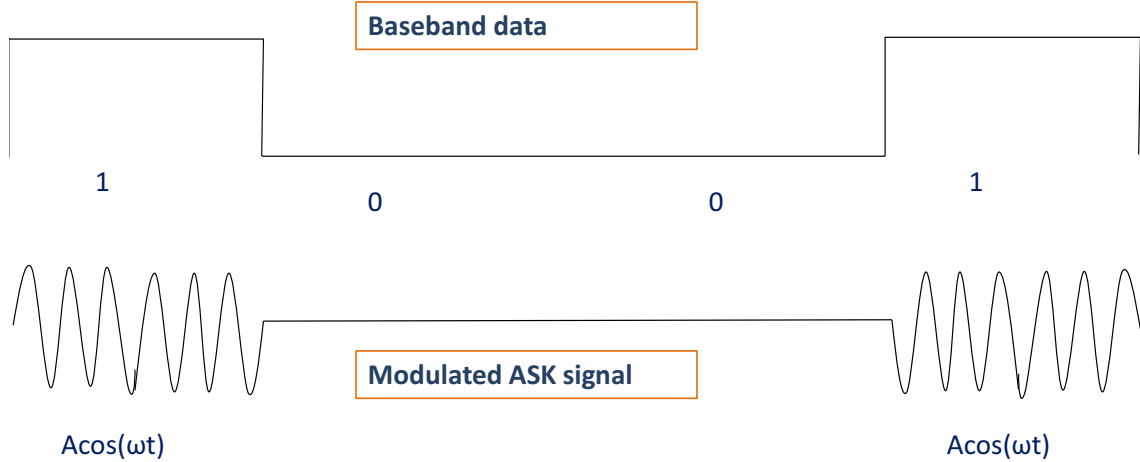 Baseband data
1
0
0
1
Modulated ASK signal
Acos(ωt)
Acos(ωt)